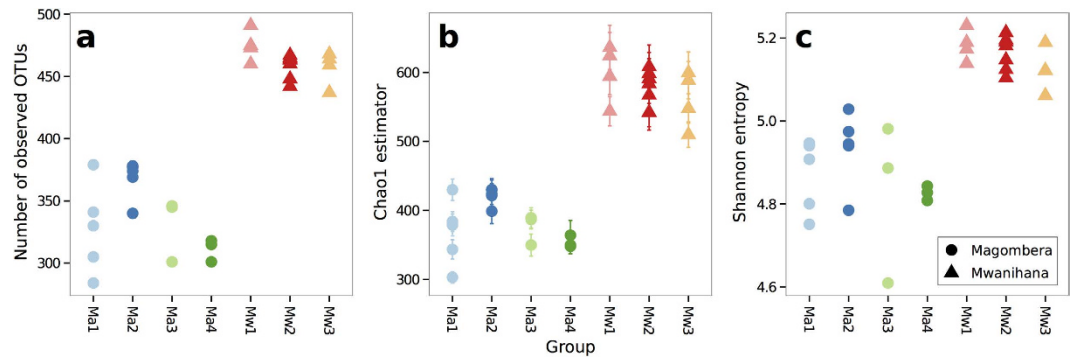 a
Number of observed OTUs
500
450
400
350
300
Ma1
Ma2
Ma3
Ma4
Mw1
Mw2
Mw3
b
Chao1 estimator
600
500
400
300
Ma1
Ma2
Ma3
Ma4
Mw1
Mw2
Mw3
Group
c
Shannon entropy
5.2
5.0
4.8
4.6
Magombera
Mwanihana
Ma1
Ma2
Ma3
Ma4
Mw1
Mw2
Mw3